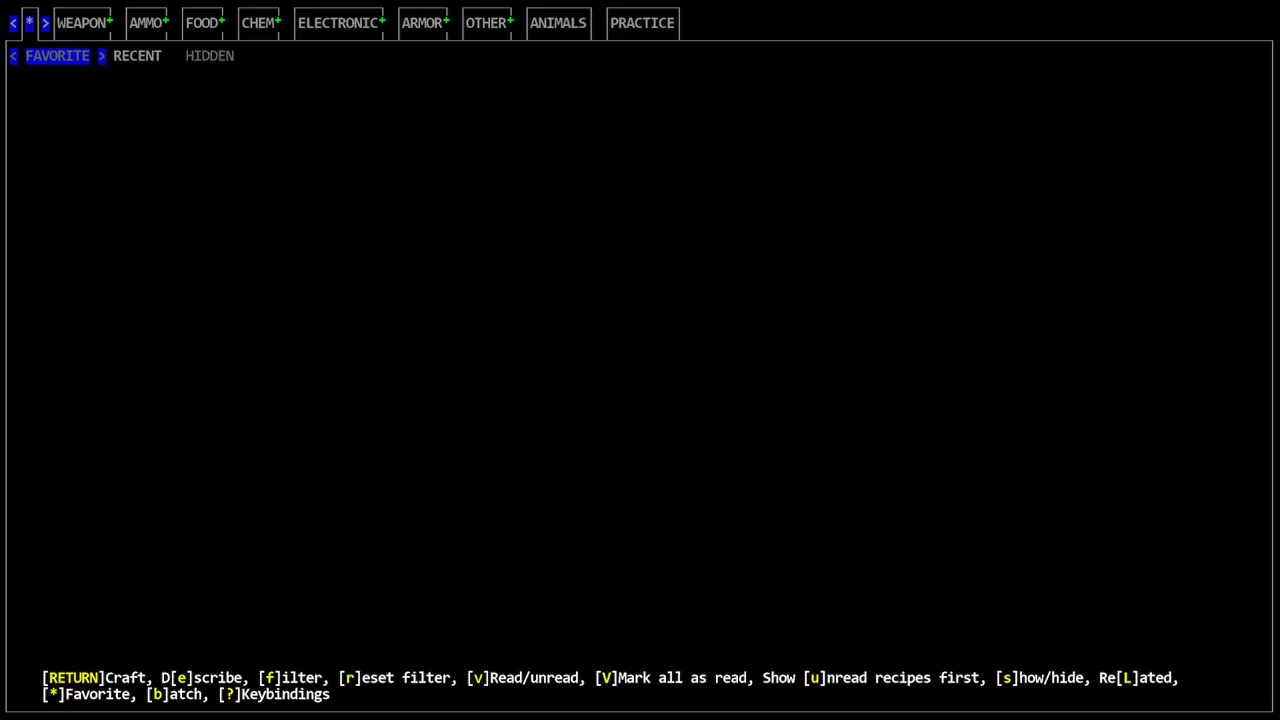 < * > WEAPON+ AMMO+ FOOD+ CHEM+ ELECTRONIC+ ARMOR+ OTHER+ ANIMALS PRACTICE
< FAVORITE > RECENT HIDDEN
[RETURN]Craft, D[e]scribe, [f]ilter, [r]eset filter, [v]Read/unread, [V]Mark all as read, Show [u]nread recipes first, [s]how/hide, Re[L]ated,
[*]Favorite, [b]atch, [?]Keybindings